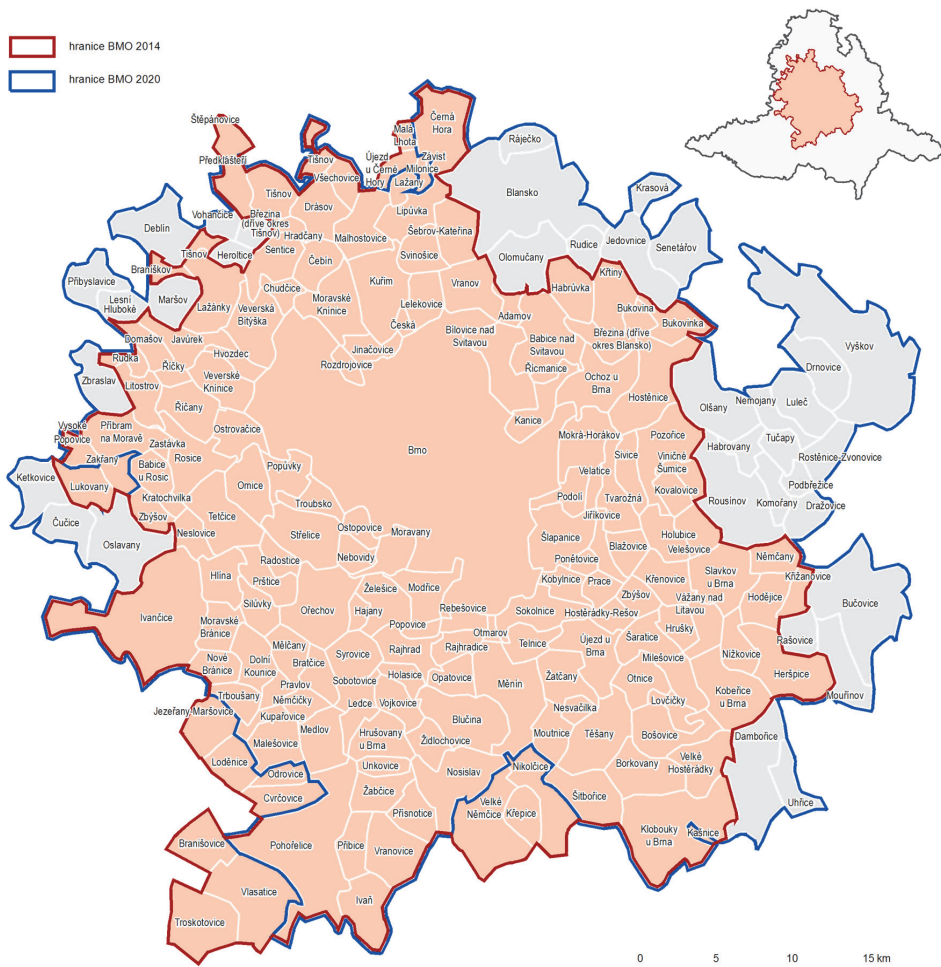 hranice BMO 2014
hranice BMO 2020
Štěpánovice
Předklášteří
Tišnov
Všechovice
Malá
Lhota
Černá
Hora
Újezd
u Černé
Hory
Závist
Milonice
Lažany
Ráječko
Blansko
Krasová
Vohančice
Deblín
Březina
(dříve okres
Tišnov)
Tišnov
Drásov
Hradčany
Malhostovice
Lipůvka
Šebrov-Kateřina
Rudice
Jedovnice
Senetářov
Olomučany
Heroltice
Sentice
Čebín
Svinošice
Tišnov
Braníškov
Přibyslavice
Lesní
Hluboké
Maršov
Lažánky
Chudčice
Veverská
Bítýška
Moravské
Knínice
Kuřim
Lelekovice
Vranov
Habrůvka
Křtiny
Bukovina
Bukovinka
Adamov
Česká
Bílovice nad
Svitavou
Babice nad
Svitavou
Březina (dříve
okres Blansko)
Vyškov
Drnovice
Domašov
Javůrek
Rudka
Říčky
Hvozdec
Jinačovice
Rozdrojovice
Řícmanice
Ochoz u
Brna
Zbraslav
Litostrov
Veverské
Knínice
Hostěnice
Olšany
Nemojany
Luleč
Říčany
Ostrovačice
Kanice
Vysoké
Popovice
Příbram
na Moravě
Zastávka
Rosice
Zakřany
Babice
u Rosic
Brno
Mokrá-Horákov
Sivice
Pozořice
Viničné
Šumice
Habrovany
Tučapy
Rostěnice-Zvonovice
Ketkovice
Lukovany
Kratochvilka
Zbýšov
Popůvky
Omice
Velatice
Kovalovice
Podbřežice
Čučice
Tetčice
Troubsko
Podolí
Tvarožná
Rousínov
Komořany
Dražovice
Neslovice
Oslavany
Střelice
Ostopovice
Moravany
Jiříkovice
Šlapanice
Blažovice
Holubice
Velešovice
Radostice
Nebovidy
Ponětovice
Němčany
Hlína
Prštice
Želešice
Modřice
Kobylnice
Prace
Zbýšov
Křenovice
Slavkov
u Brna
Křižanovice
Ivančice
Silůvky
Ořechov
Hajany
Rebešovice
Sokolnice
Hostěrádky-Rešov
Vážany nad
Litavou
Hodějice
Bučovice
Moravské
Bránice
Popovice
Otmarov
Telnice
Újezd u
Brna
Šaratice
Hrušky
Rašovice
Mělčany
Rajhrad
Rajhradice
Nové
Bránice
Dolní
Kounice
Bratčice
Syrovice
Milešovice
Nížkovice
Pravlov
Sobotovice
Holasice
Opatovice
Měnín
Žatčany
Otnice
Heršpice
Trboušany
Němčičky
Ledce
Vojkovice
Lovčičky
Kobeřice
u Brna
Mouřínov
Jezeřany-Maršovice
Kupařovice
Medlov
Nesvačilka
Blučina
Malešovice
Hrušovany
u Brna
Židlochovice
Moutnice
Těšany
Bošovice
Dambořice
Loděnice
Odrovice
Unkovice
Nosislav
Nikolčice
Borkovany
Velké
Hostěrádky
Cvrčovice
Žabčice
Velké
Němčice
Křepice
Šitbořice
Uhřice
Přísnotice
Branišovice
Pohořelice
Přibice
Vranovice
Klobouky
u Brna
Kašnice
Vlasatice
Ivaň
Troskotovice
0 5 10 15 km